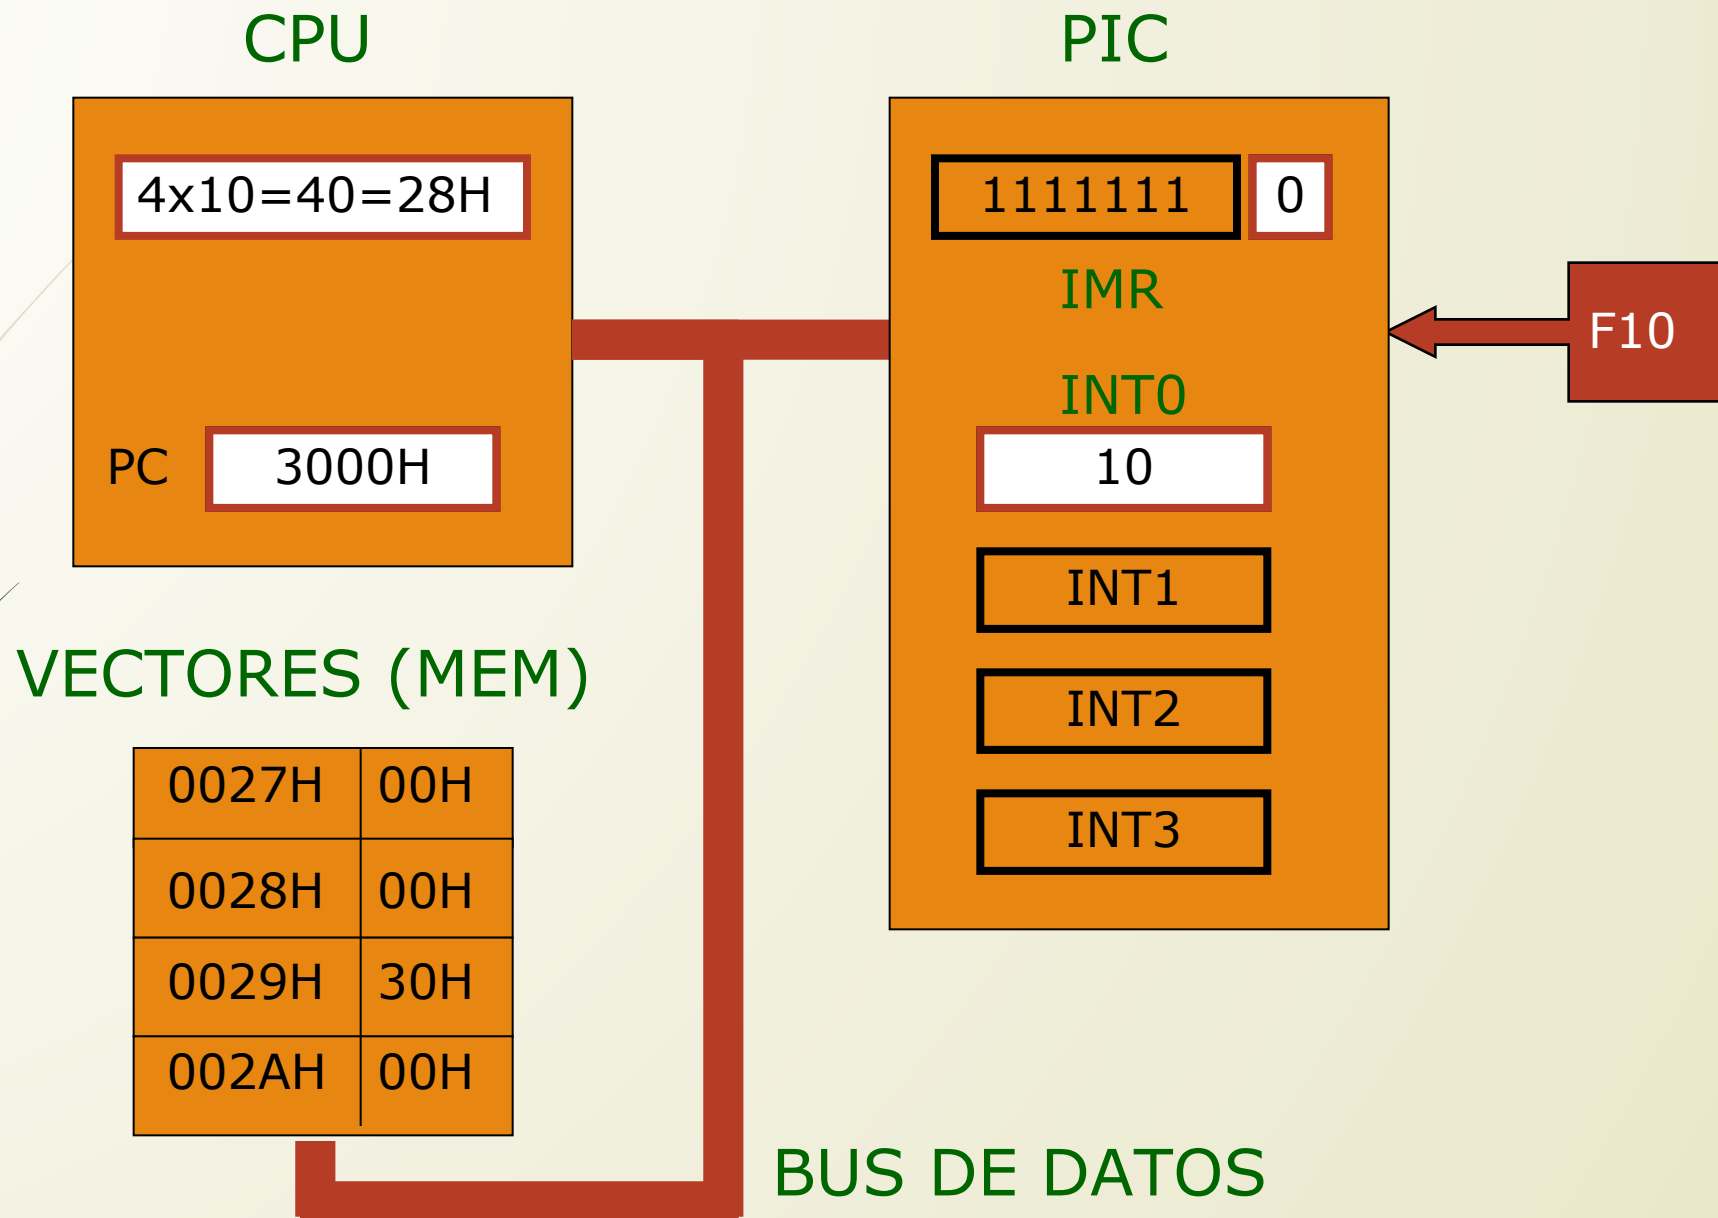 CPU
4x10=40=28H
PC 3000H
VECTORES (MEM)
0027H 00H
0028H 00H
0029H 30H
002AH 00H
PIC
1111111 0
IMR
INT0
10
INT1
INT2
INT3
F10
BUS DE DATOS